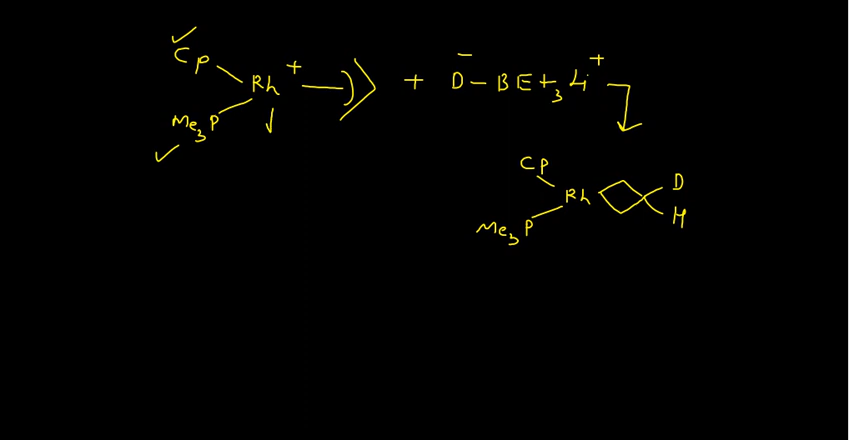 Cp
Rh+ + D-BEt3 Li+
Me3P
Cp
D
Rh
H
Me3P